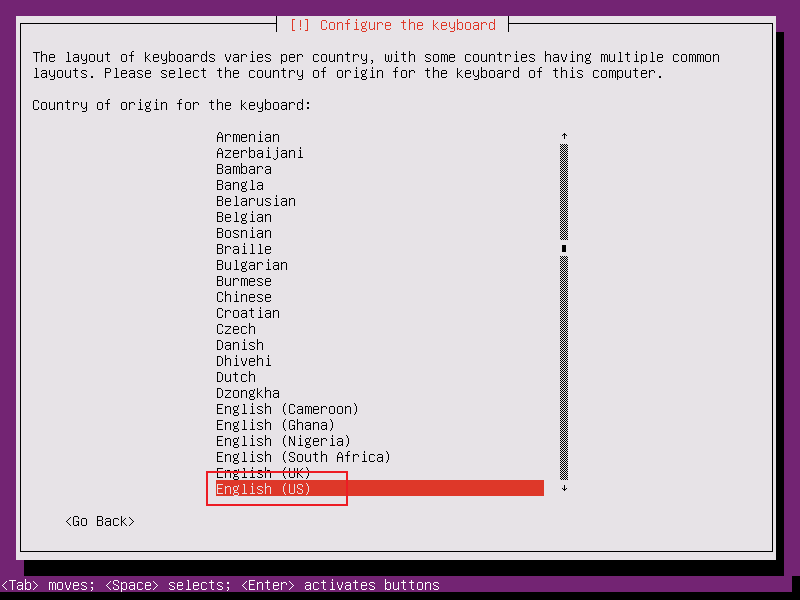 [!] Configure the keyboard
The layout of keyboards varies per country, with some countries having multiple common
layouts. Please select the country of origin for the keyboard of this computer.
Country of origin for the keyboard:
Armenian
Azerbaijani
Bambara
Bangla
Belarusian
Belgian
Bosnian
Braille
Bulgarian
Burmese
Chinese
Croatian
Czech
Danish
Dhivehi
Dutch
Dzongkha
English (Cameroon)
English (Ghana)
English (Nigeria)
English (South Africa)
English (UK)
English (US)
<Go Back>
<Tab> moves; <Space> selects; <Enter> activates buttons